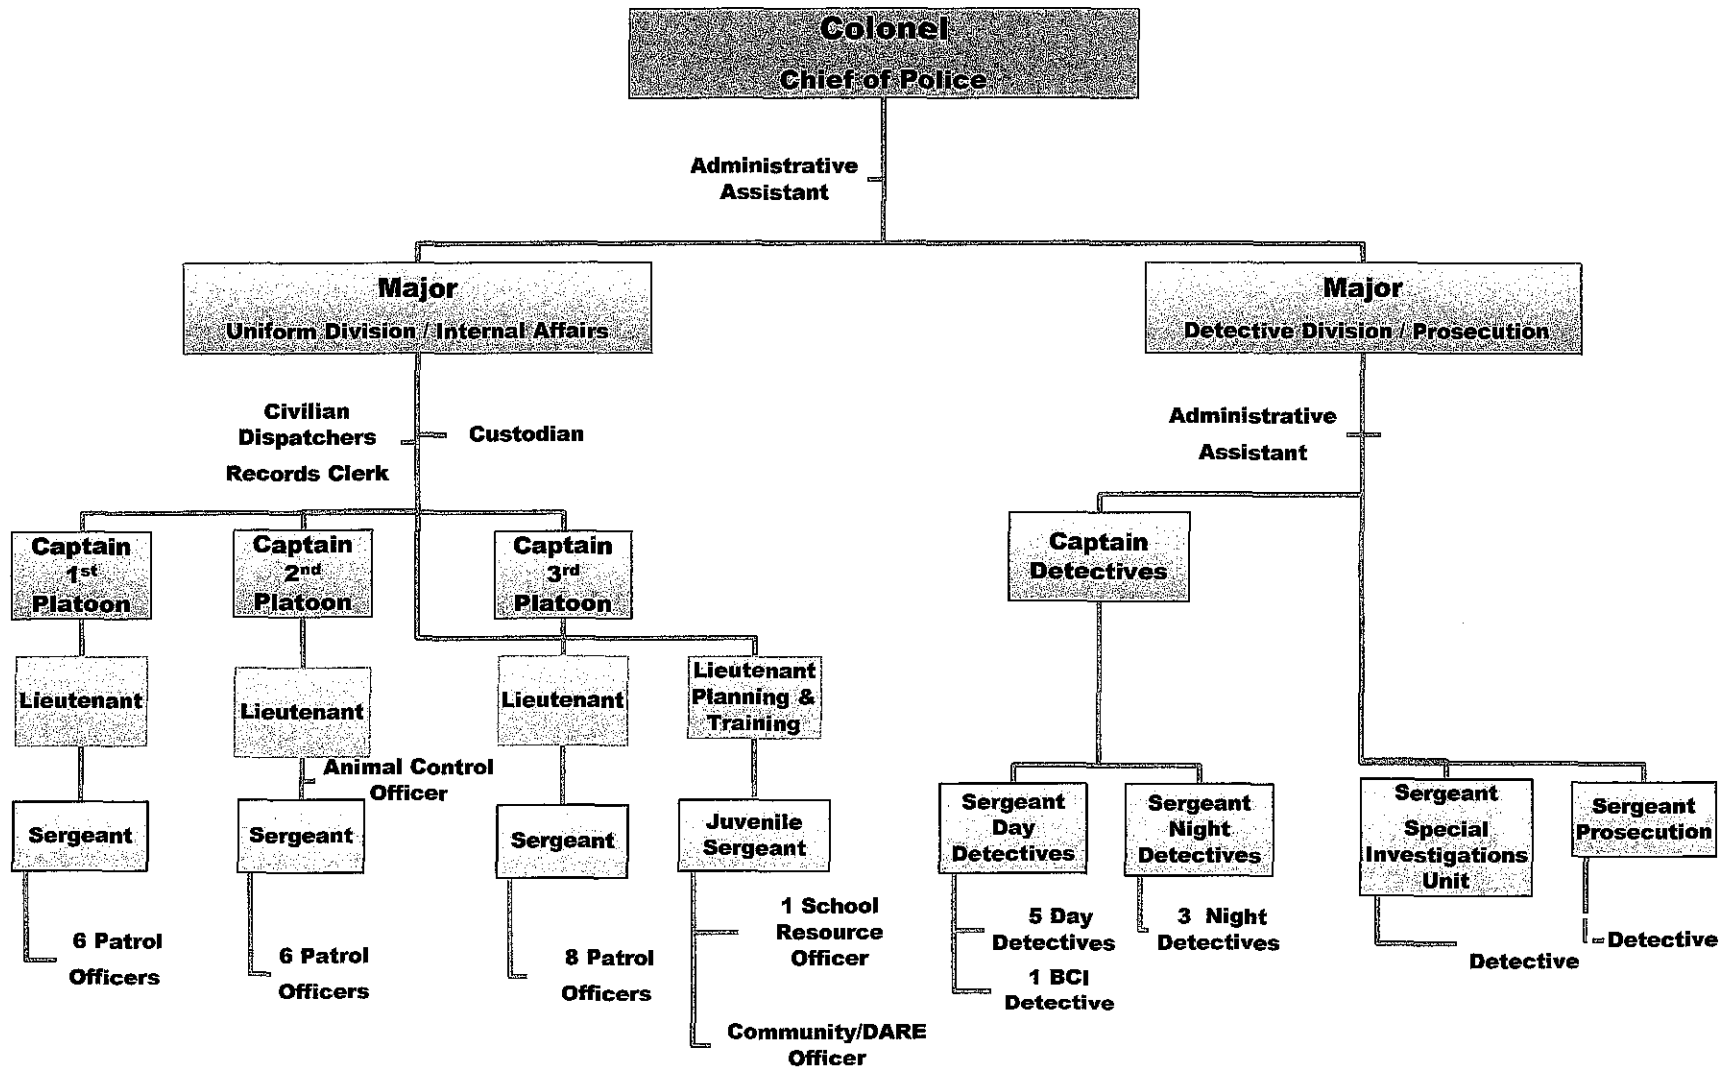 Colonel
Chief of Police
Administrative
Assistant
Major
Uniform Division / Internal Affairs
Major
Detective Division / Prosecution
Civilian
Dispatchers
Records Clerk
Custodian
Administrative
Assistant
Captain
1st
Platoon
Captain
2nd
Platoon
Captain
3rd
Platoon
Captain
Detectives
Lieutenant
Lieutenant
Lieutenant
Lieutenant
Planning &
Training
Animal Control
Officer
Sergeant
Sergeant
Sergeant
Juvenile
Sergeant
Sergeant
Day
Detectives
Sergeant
Night
Detectives
Sergeant
Special
Investigations
Unit
Sergeant
Prosecution
6 Patrol
Officers
6 Patrol
Officers
8 Patrol
Officers
1 School
Resource
Officer
Community/DARE
Officer
5 Day
Detectives
1 BCI
Detective
3 Night
Detectives
Detective
Detective